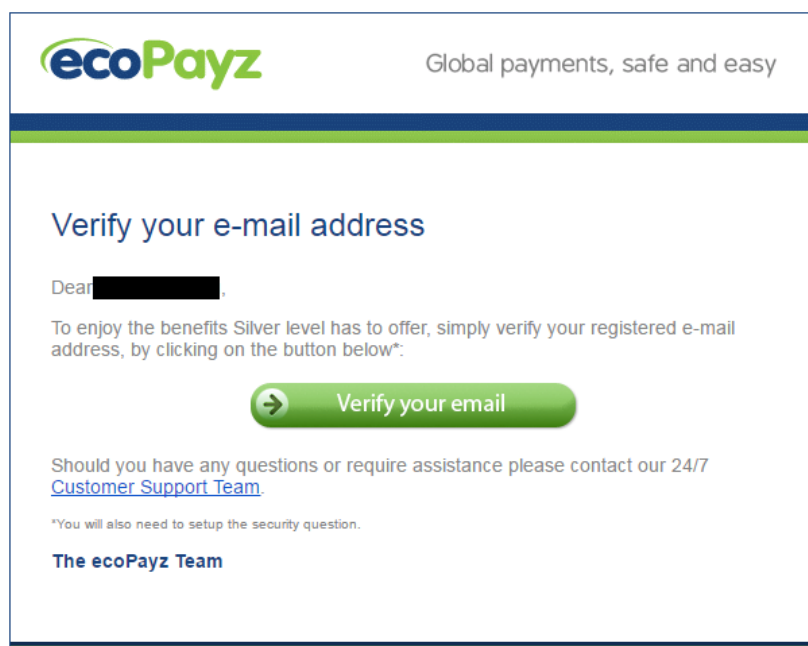 ecoPayz
Global payments, safe and easy
Verify your e-mail address
Dear ,
To enjoy the benefits Silver level has to offer, simply verify your registered e-mail
address, by clicking on the button below*:
Verify your email
Should you have any questions or require assistance please contact our 24/7
Customer Support Team.
*You will also need to setup the security question.
The ecoPayz Team